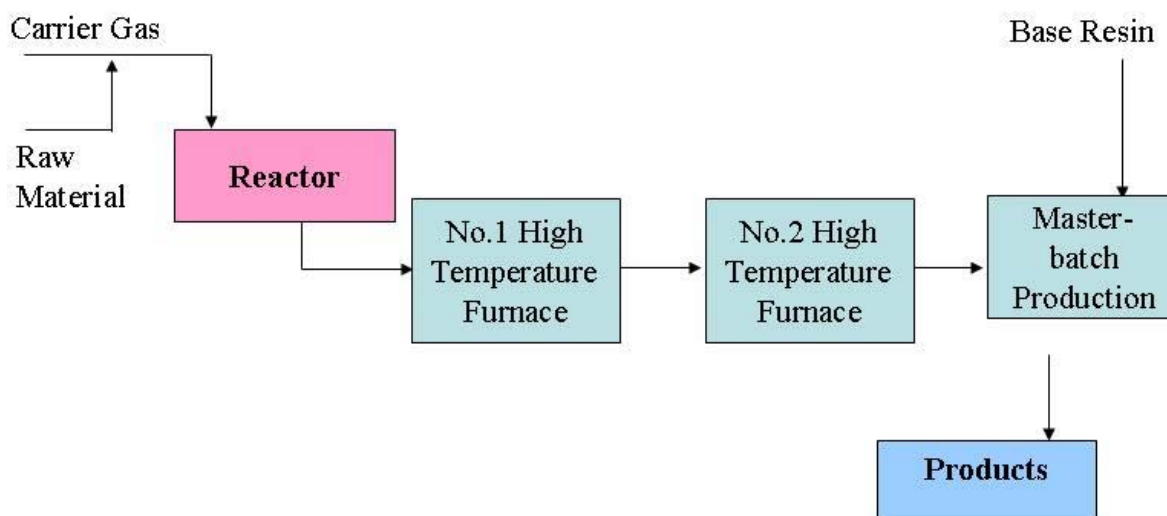 Carrier Gas
Base Resin
Raw
Material
Reactor
No.1 High
Temperature
Furnace
No.2 High
Temperature
Furnace
Master-
batch
Production
Products